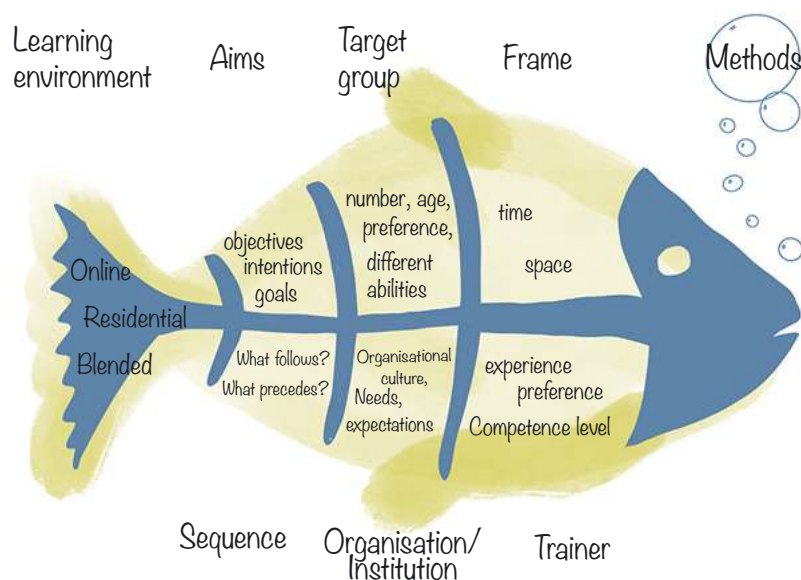 Learning
environment
Aims
Target
group
Frame
Methods
Online
Residential
Blended
objectives
intentions
goals
number, age,
preference,
different
abilities
time
space
What follows?
What precedes?
Organisational
culture,
Needs,
expectations
experience
preference
Competence level
Sequence
Organisation/
Institution
Trainer